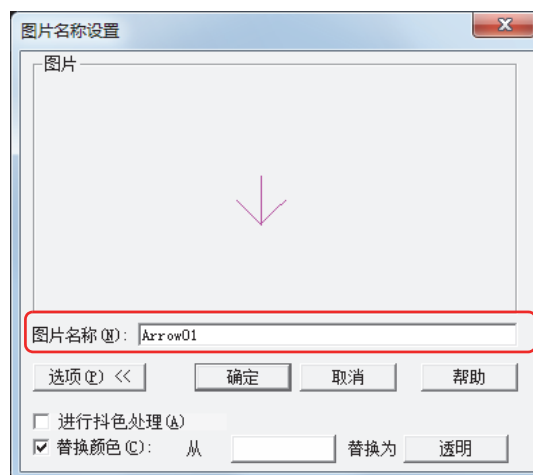 图片名称设置
图片
图片名称(N): Arrow01
选项(P) << 确定 取消 帮助
进行抖色处理(A)
替换颜色(C): 从 替换为 透明